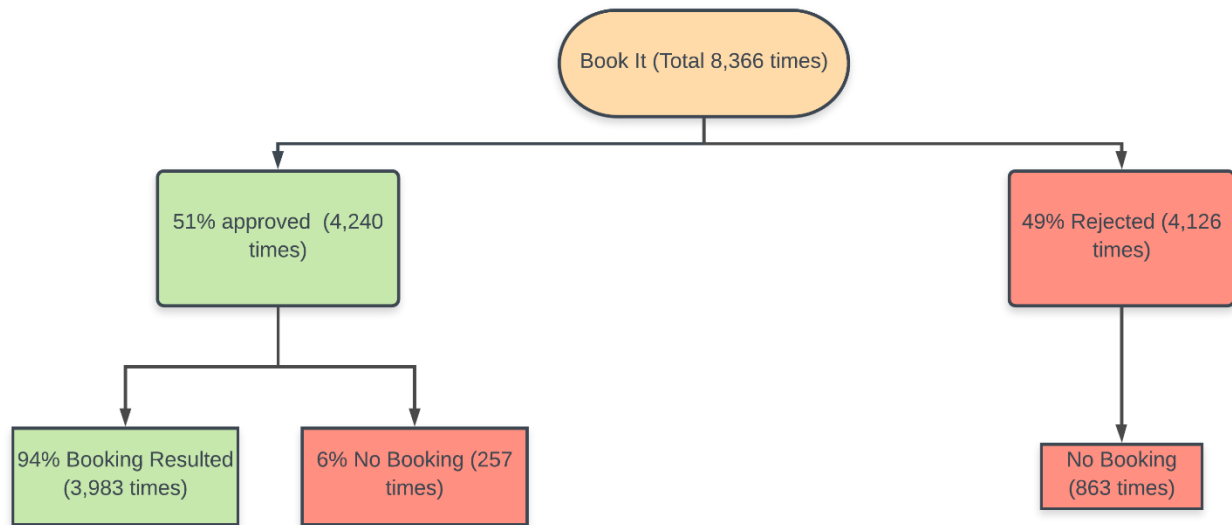 Book It (Total 8,366 times)
51% approved  (4,240
times)
49% Rejected (4,126
times)
94% Booking Resulted
(3,983 times)
6% No Booking (257
times)
No Booking
(863 times)